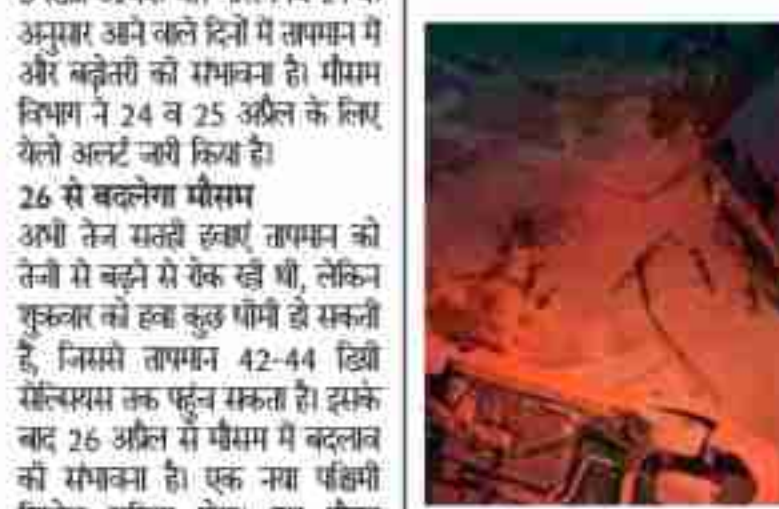 अनुसार आने वाले दिनों में तापमान में
और बढ़ोतरी की संभावना है। मौसम
विभाग ने 24 व 25 अप्रैल के लिए
येलो अलर्ट जारी किया है।
26 से बदलेगा मौसम
अभी तेज सतही हवाएं तापमान को
तेजी से बढ़ने से रोक रही थी, लेकिन
शुक्रवार को हवा कुछ धीमी हो सकती
है, जिससे तापमान 42-44 डिग्री
सेल्सियस तक पहुंच सकता है। इसके
बाद 26 अप्रैल से मौसम में बदलाव
की संभावना है। एक नया पश्चिमी